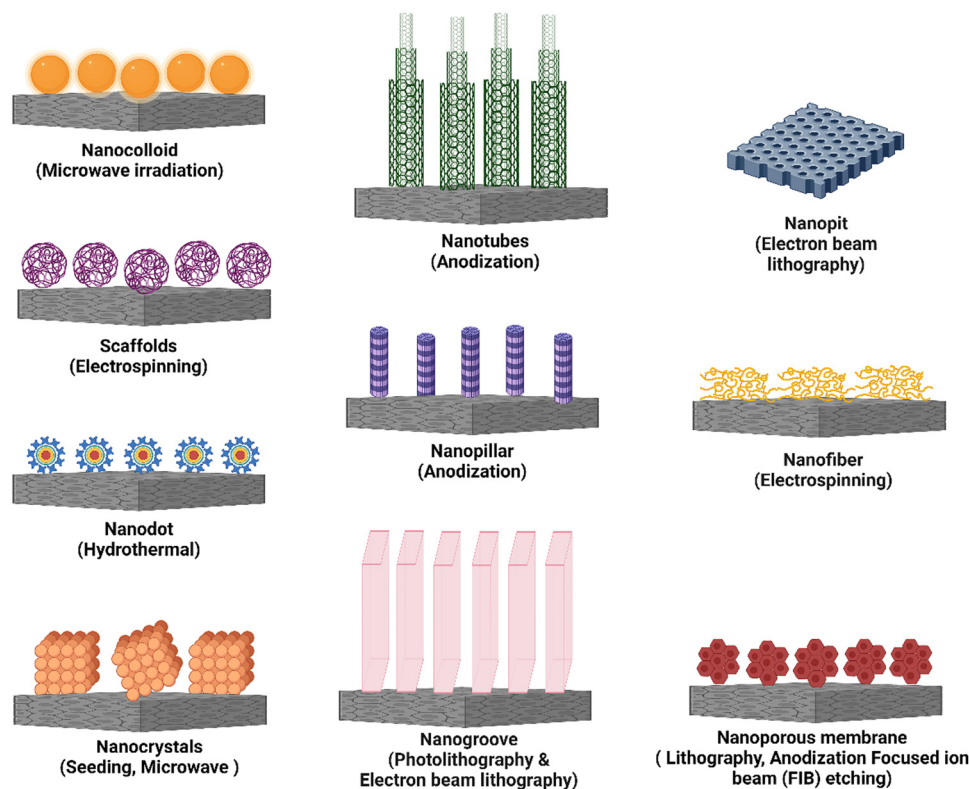 Nanocolloid
(Microwave irradiation)
Scaffolds
(Electrospinning)
Nanodot
(Hydrothermal)
Nanocrystals
(Seeding, Microwave )
Nanotubes
(Anodization)
Nanopillar
(Anodization)
Nanogroove
(Photolithography &
Electron beam lithography)
Nanopit
(Electron beam
lithography)
Nanofiber
(Electrospinning)
Nanoporous membrane
( Lithography, Anodization Focused ion
beam (FIB) etching)